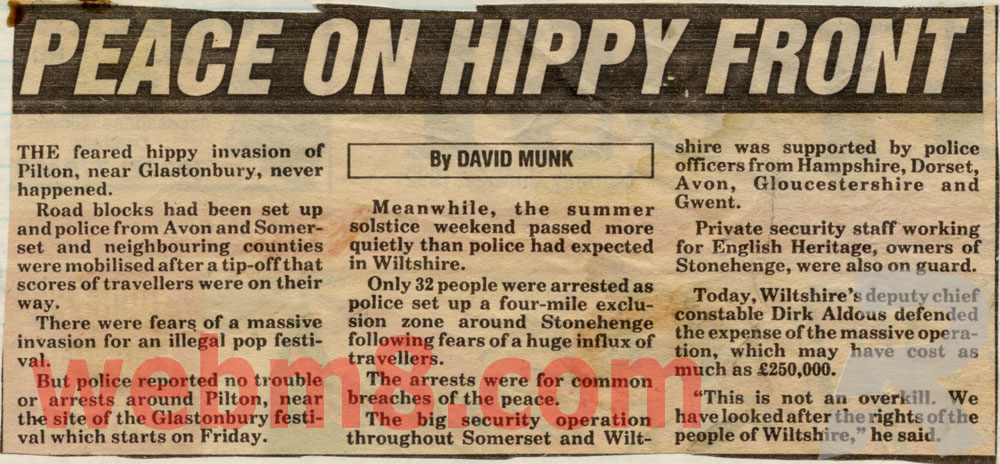 PEACE ON HIPPY FRONT
THE feared hippy invasion of
Pilton, near Glastonbury, never
happened.
Road blocks had been set up
and police from Avon and Somer-
set and neighbouring counties
were mobilised after a tip-off that
scores of travellers were on their
way.
There were fears of a massive
invasion for an illegal pop festi-
val.
But police reported no trouble
or arrests around Pilton, near
the site of the Glastonbury festi-
val which starts on Friday.
By DAVID MUNK
Meanwhile, the summer
solstice weekend passed more
quietly than police had expected
in Wiltshire.
Only 32 people were arrested as
police set up a four-mile exclu-
sion zone around Stonehenge
following fears of a huge influx of
travellers.
The arrests were for common
breaches of the peace.
The big security operation
throughout Somerset and Wilt-
shire was supported by police
officers from Hampshire, Dorset,
Avon, Gloucestershire and
Gwent.
Private security staff working
for English Heritage, owners of
Stonehenge, were also on guard.
Today, Wiltshire's deputy chief
constable Dirk Aldous defended
the expense of the massive opera-
tion, which may have cost as
much as £250,000.
"This is not an overkill. We
have looked after the rights of the
people of Wiltshire," he said.
webm8.com
R